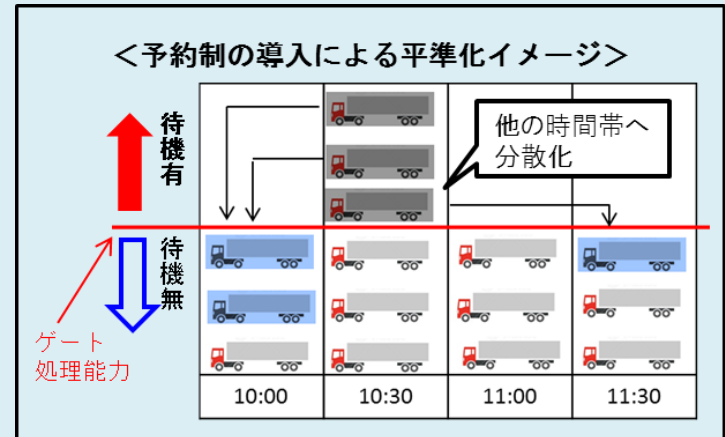 ＜予約制の導入による平準化イメージ＞
待機有
他の時間帯へ
分散化
待機無
ゲート
処理能力
10:00
10:30
11:00
11:30